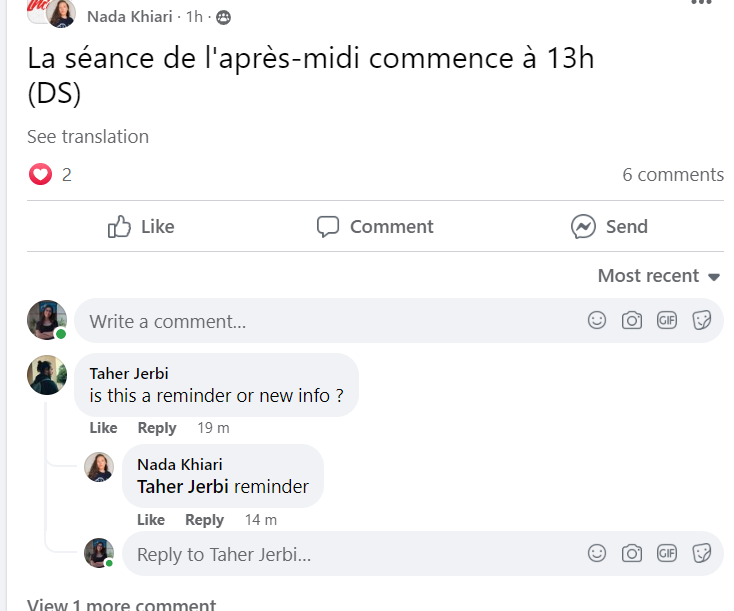 Nada Khiari · 1h ·
La séance de l'après-midi commence à 13h
(DS)
See translation
2
6 comments
Like
Comment
Send
Most recent
Write a comment...
GIF
Taher Jerbi
is this a reminder or new info ?
Like Reply 19 m
Nada Khiari
Taher Jerbi reminder
Like Reply 14 m
Reply to Taher Jerbi...
GIF
View 1 more comment